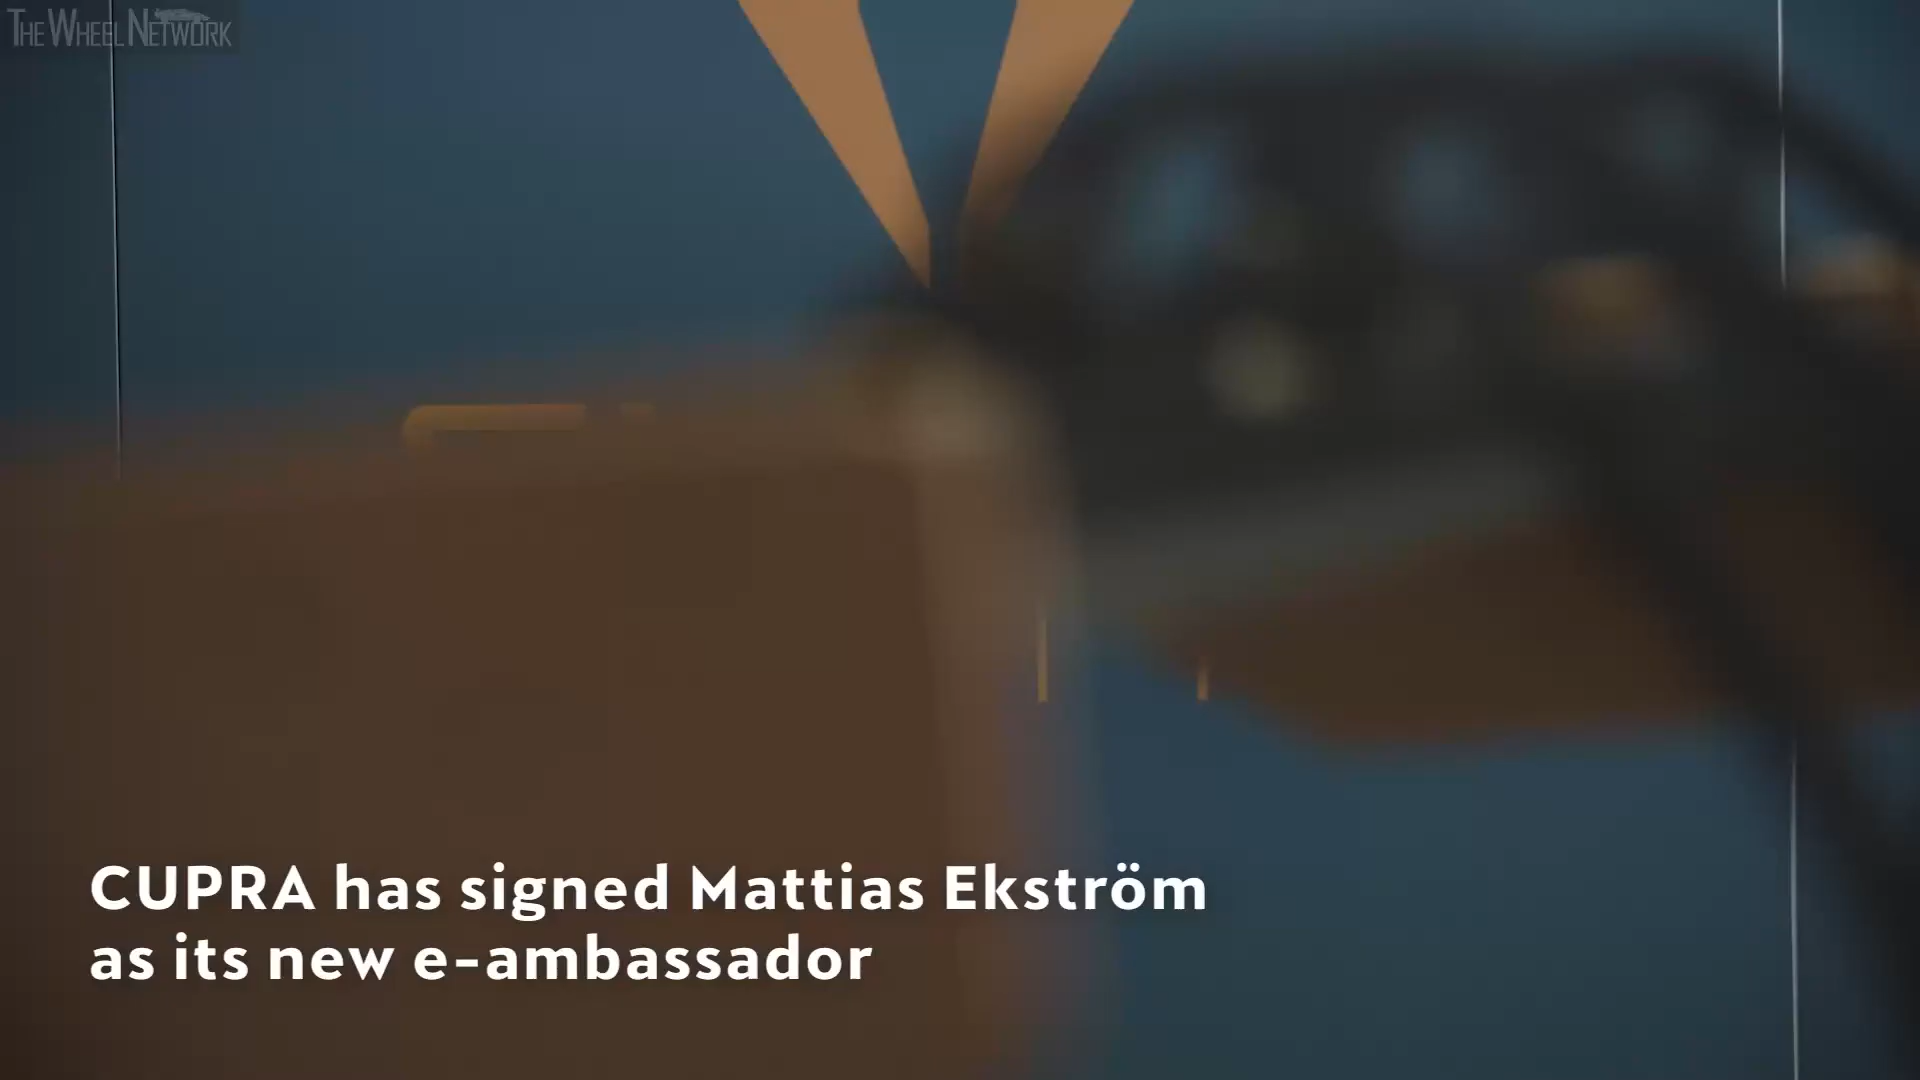 THE WHEEL NETWORK
CUPRA has signed Mattias Ekström
as its new e-ambassador